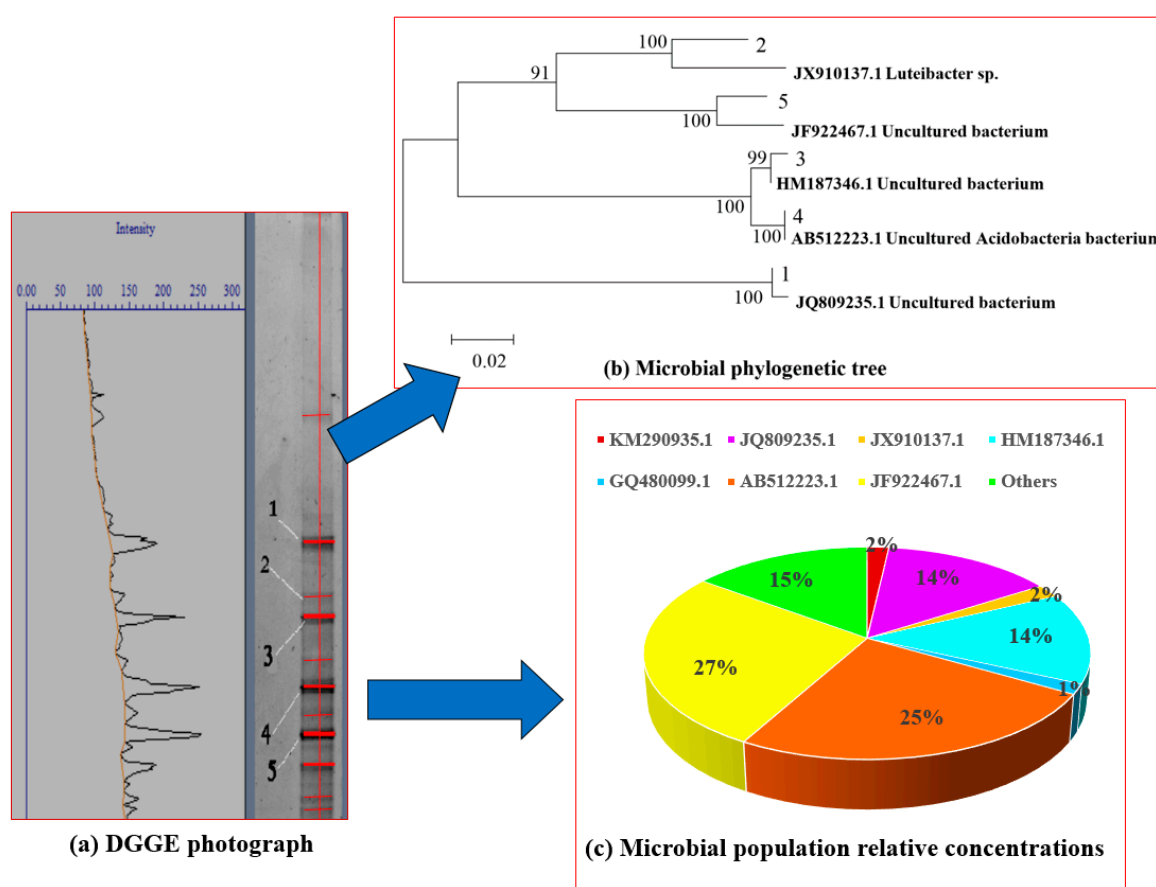 100
2
JX910137.1 Luteibacter sp.
91
5
100
JF922467.1 Uncultured bacterium
99
3
HM187346.1 Uncultured bacterium
100
4
100
AB512223.1 Uncultured Acidobacteria bacterium
1
100
JQ809235.1 Uncultured bacterium
0.02
(b) Microbial phylogenetic tree
Intensity
0.00 50 100 150 200 250 300
1
2
3
4
5
(a) DGGE photograph
KM290935.1 JQ809235.1 JX910137.1 HM187346.1
GQ480099.1 AB512223.1 JF922467.1 Others
2%
14%
2%
14%
1%
25%
27%
15%
(c) Microbial population relative concentrations